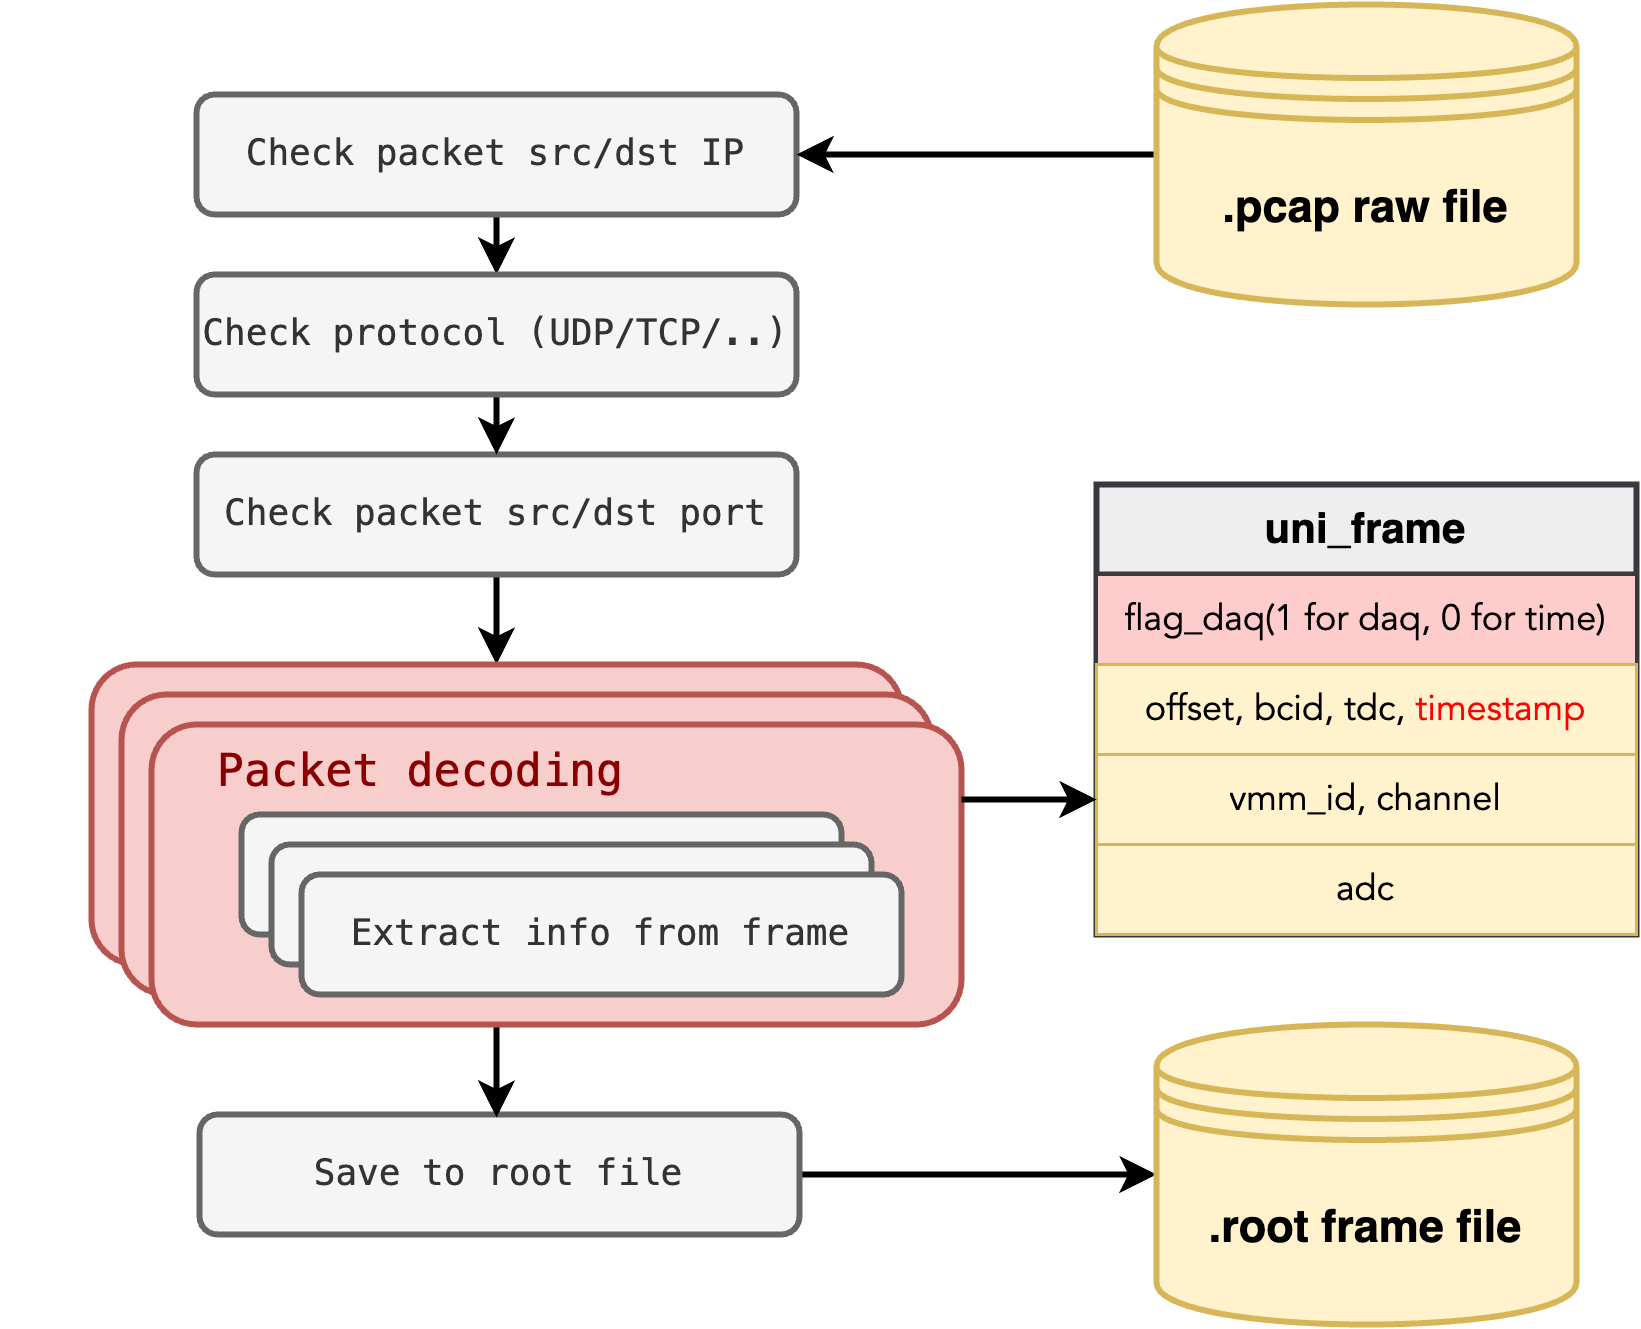 .pcap raw file
Check packet src/dst IP
Check protocol (UDP/TCP/..)
Check packet src/dst port
Packet decoding
Extract info from frame
uni_frame
flag_daq(1 for daq, 0 for time)
offset, bcid, tdc, timestamp
vmm_id, channel
adc
Save to root file
.root frame file